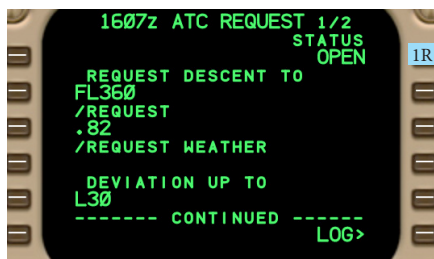 1607z ATC REQUEST 1/2
STATUS
OPEN
1R
REQUEST DESCENT TO
FL360
/REQUEST
.82
/REQUEST WEATHER
DEVIATION UP TO
L30
------- CONTINUED ------
LOG>